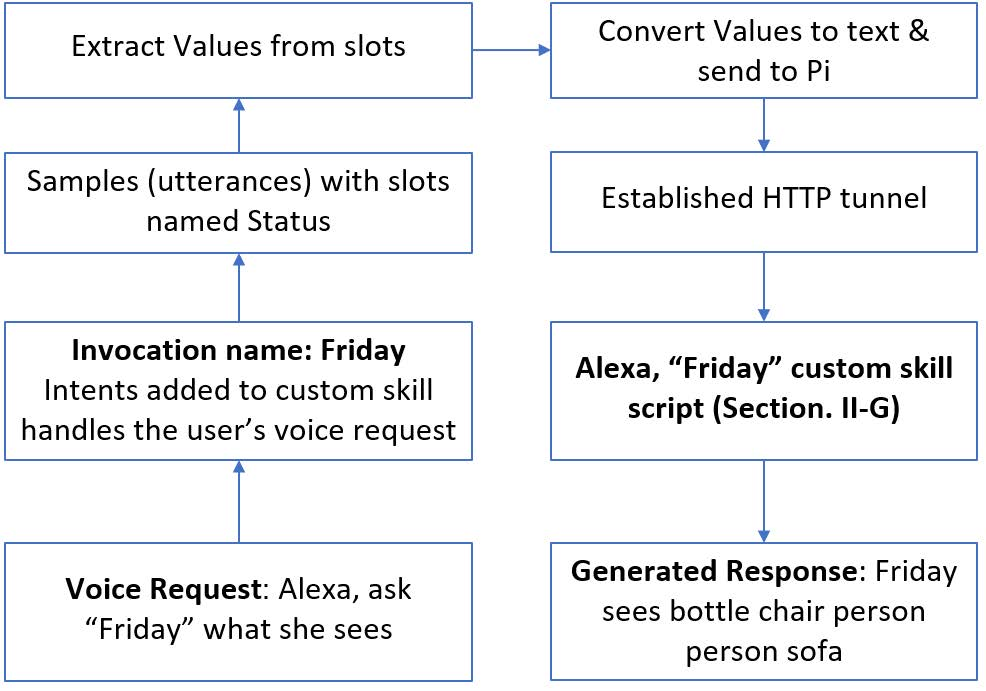 Extract Values from slots
Convert Values to text &
send to Pi
Samples (utterances) with slots
named Status
Established HTTP tunnel
Invocation name: Friday
Intents added to custom skill
handles the user’s voice request
Alexa, “Friday” custom skill
script (Section. II-G)
Voice Request: Alexa, ask
“Friday” what she sees
Generated Response: Friday
sees bottle chair person
person sofa